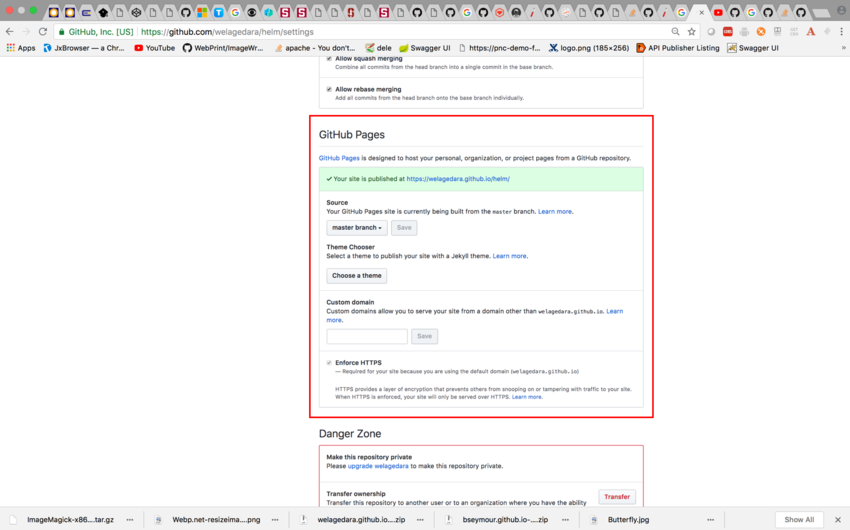 GitHub, Inc. [US] https://github.com/welagedara/helm/settings
Apps JxBrowser — a Chr... YouTube WebPrint/ImageWr... apache - You don't... dele Swagger UI https://pnc-demo-f... logo.png (185×256) API Publisher Listing Swagger UI »
Allow squash merging
Combine all commits from the head branch into a single commit in the base branch.
Allow rebase merging
Add all commits from the head branch onto the base branch individually.
GitHub Pages
GitHub Pages is designed to host your personal, organization, or project pages from a GitHub repository.
✓ Your site is published at https://welagedara.github.io/helm/
Source
Your GitHub Pages site is currently being built from the master branch. Learn more.
master branch Save
Theme Chooser
Select a theme to publish your site with a Jekyll theme. Learn more.
Choose a theme
Custom domain
Custom domains allow you to serve your site from a domain other than welagedara.github.io. Learn
more.
Save
Enforce HTTPS
— Required for your site because you are using the default domain (welagedara.github.io)
HTTPS provides a layer of encryption that prevents others from snooping on or tampering with traffic to your site.
When HTTPS is enforced, your site will only be served over HTTPS. Learn more.
Danger Zone
Make this repository private
Please upgrade welagedara to make this repository private.
Transfer ownership
Transfer
Transfer this repository to another user or to an organization where you have the ability
ImageMagick-x86....tar.gz Webp.net-resizeima....png welagedara.github.io....zip bseymour.github.io-....zip Butterfly.jpg Show All